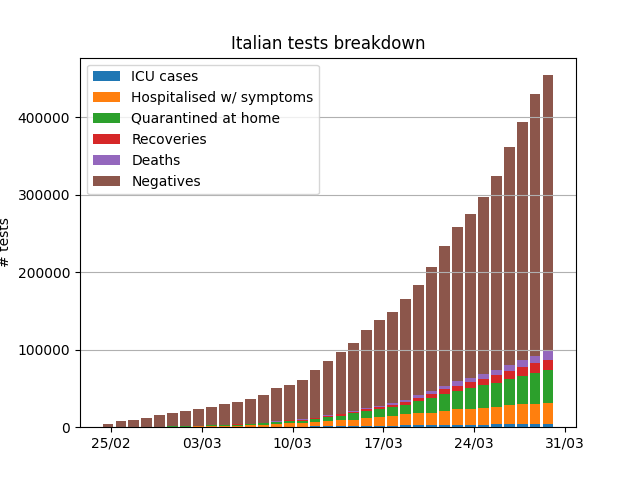 Italian tests breakdown
ICU cases
Hospitalised w/ symptoms
Quarantined at home
Recoveries
Deaths
Negatives
# tests
400000
300000
200000
100000
0
25/02 03/03 10/03 17/03 24/03 31/03